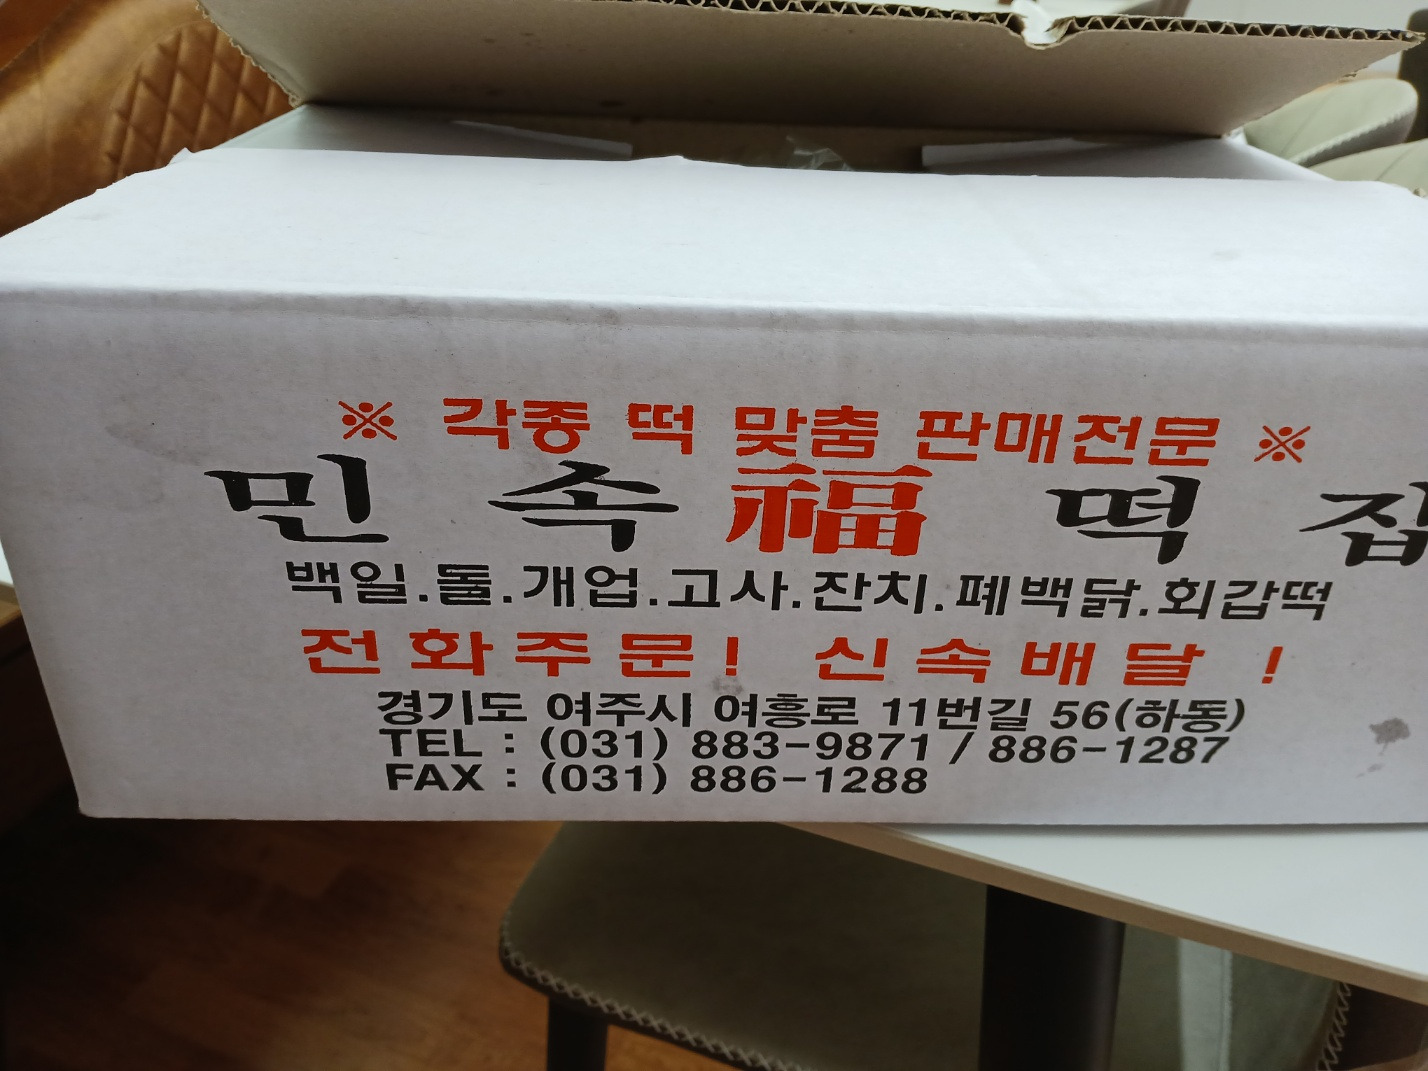 ※ 각종 떡 맞춤 판매전문 ※
민속福떡집
백일.돌.개업.고사.잔치.폐백닭.회갑떡
전화주문! 신속배달!
경기도 여주시 여흥로 11번길 56(하동)
TEL : (031) 883-9871 / 886-1287
FAX : (031) 886-1288